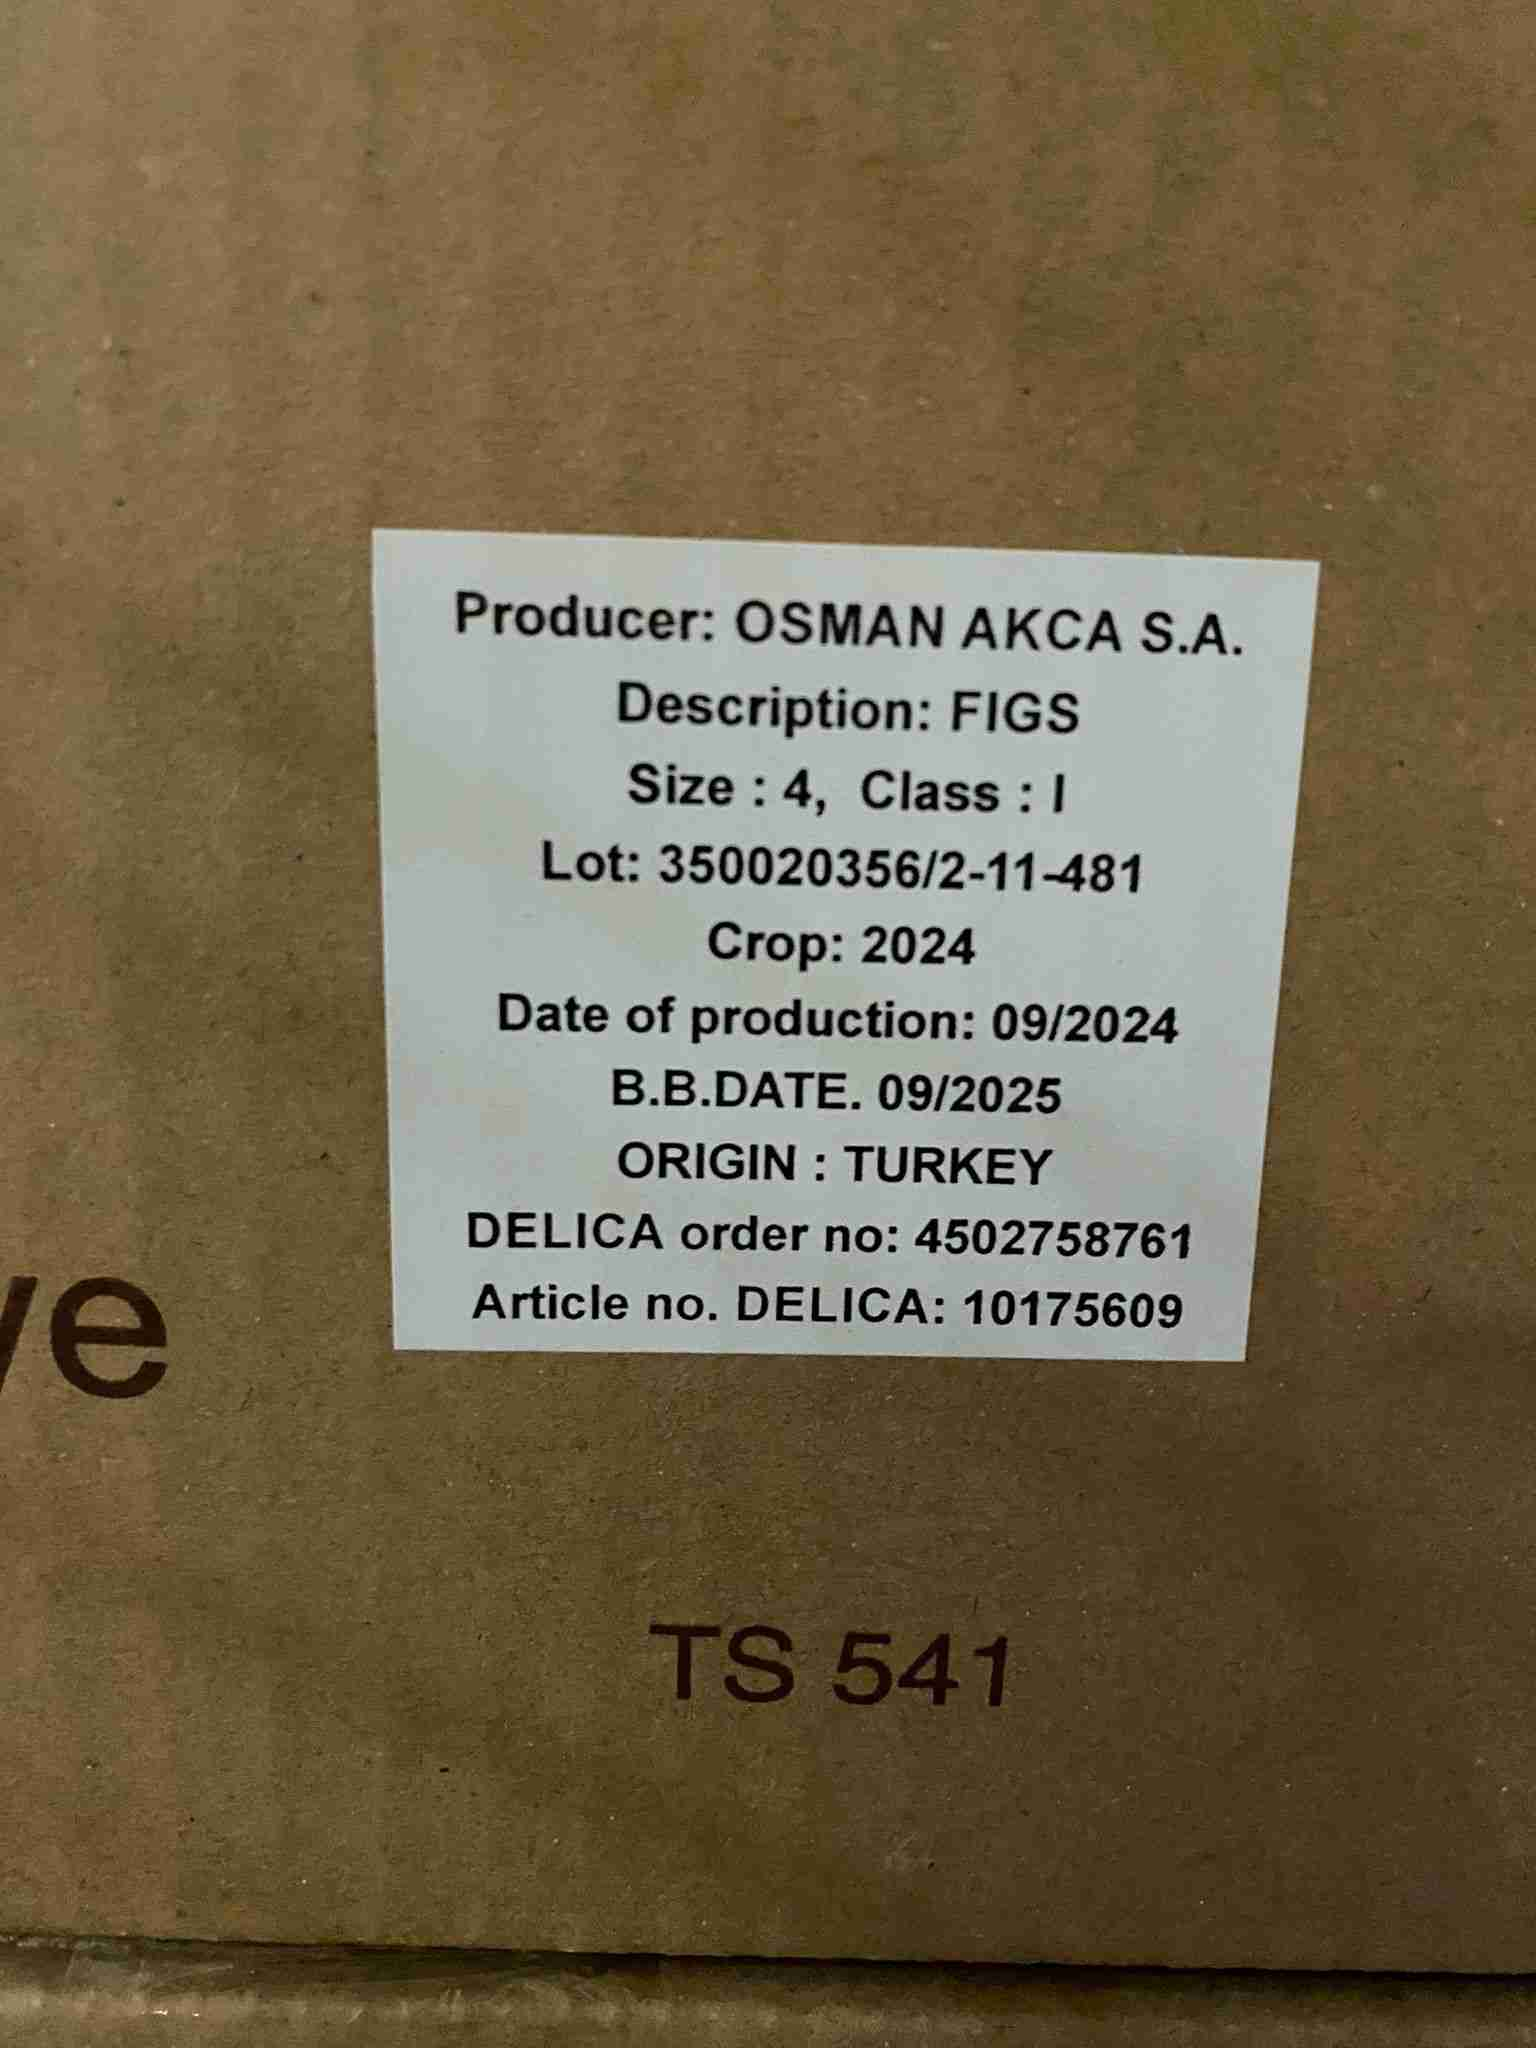 Producer: OSMAN AKCA S.A.
Description: FIGS
Size : 4, Class : I
Lot: 350020356/2-11-481
Crop: 2024
Date of production: 09/2024
B.B.DATE. 09/2025
ORIGIN : TURKEY
DELICA order no: 4502758761
Article no. DELICA: 10175609
TS 541